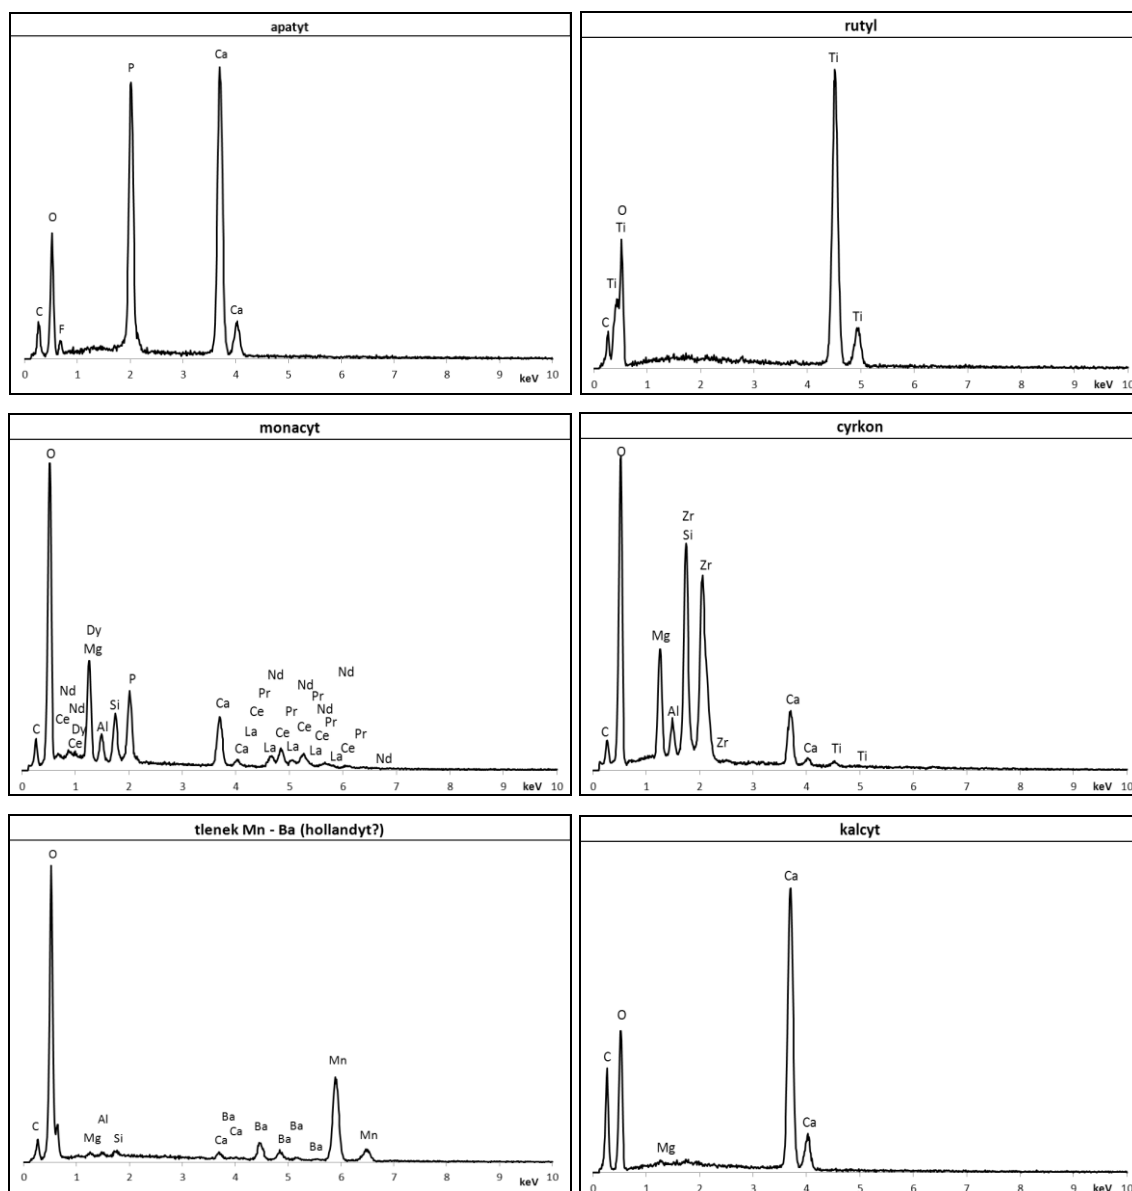 apatyt
Ca
P
O
C
F
Ca
0 1 2 3 4 5 6 7 8 9 10
keV
rutyl
Ti
O
Ti
Ti
C
Ti
0 1 2 3 4 5 6 7 8 9 10
keV
monacyt
O
Dy
Mg
Nd
Nd
Ce
Dy
Ce
C
Al
Si
P
Ca
Ca
Nd
Nd
Nd
Pr
Pr
Ce
Pr
Nd
La
Ce
Ce
Pr
Pr
La
La
Ce
La
Ce
La
Nd
0 1 2 3 4 5 6 7 8 9 10
keV
cyrkon
O
Zr
Si
Zr
Mg
Al
C
Zr
Ca
Ca
Ti
Ti
0 1 2 3 4 5 6 7 8 9 10
keV
tlenek Mn - Ba (hollandyt?)
O
C
Al
Mg
Si
Ba
Ca
Ca
Ba
Ba
Ba
Ba
Mn
Mn
0 1 2 3 4 5 6 7 8 9 10
keV
kalcyt
Ca
O
C
Mg
Ca
0 1 2 3 4 5 6 7 8 9 10
keV